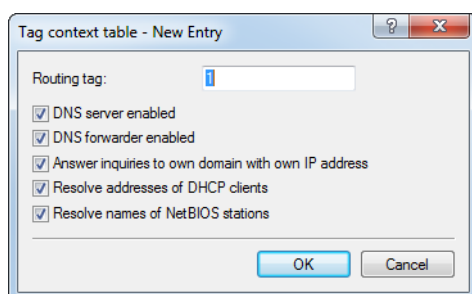 Tag context table - New Entry
Routing tag: 1
DNS server enabled
DNS forwarder enabled
Answer inquiries to own domain with own IP address
Resolve addresses of DHCP clients
Resolve names of NetBIOS stations
OK Cancel